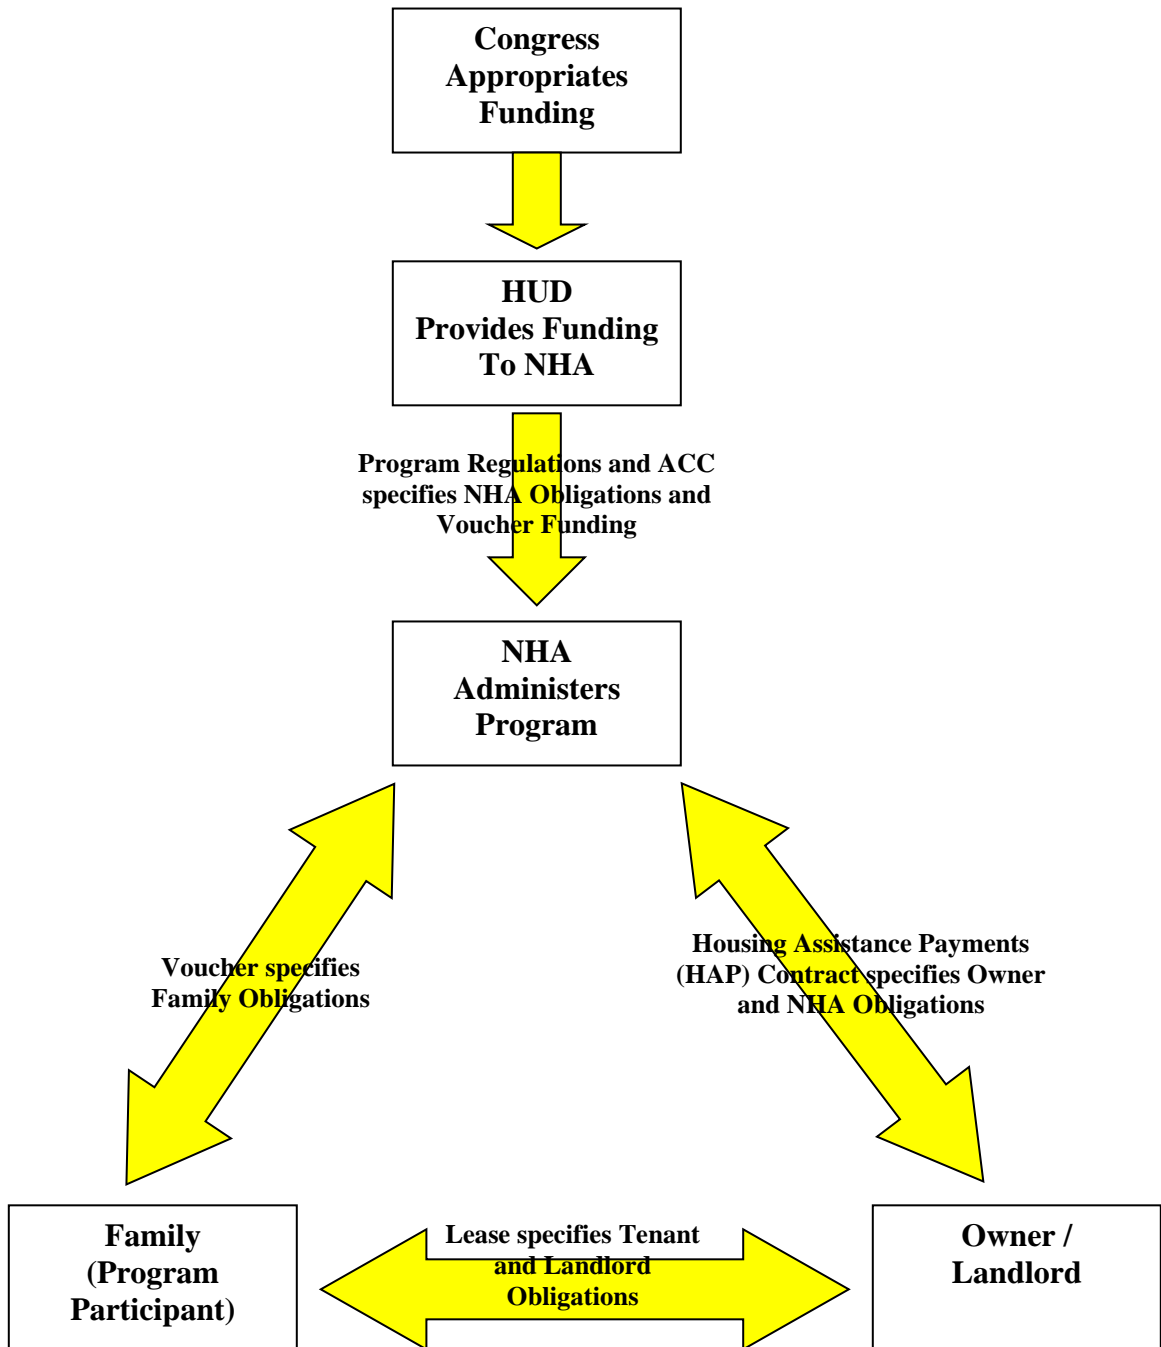 Congress
Appropriates
Funding
HUD
Provides Funding
To NHA
Program Regulations and ACC
specifies NHA Obligations and
Voucher Funding
NHA
Administers
Program
Voucher specifies
Family Obligations
Housing Assistance Payments
(HAP) Contract specifies Owner
and NHA Obligations
Family
(Program
Participant)
Lease specifies Tenant
and Landlord
Obligations
Owner /
Landlord